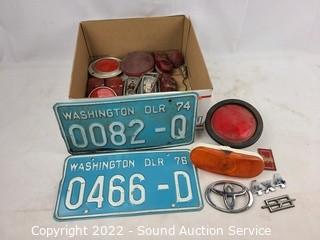 WASHINGTON DLR 74
0082-Q
WASHINGTON DLR 76
0466-D
Copyright 2022 - Sound Auction Service